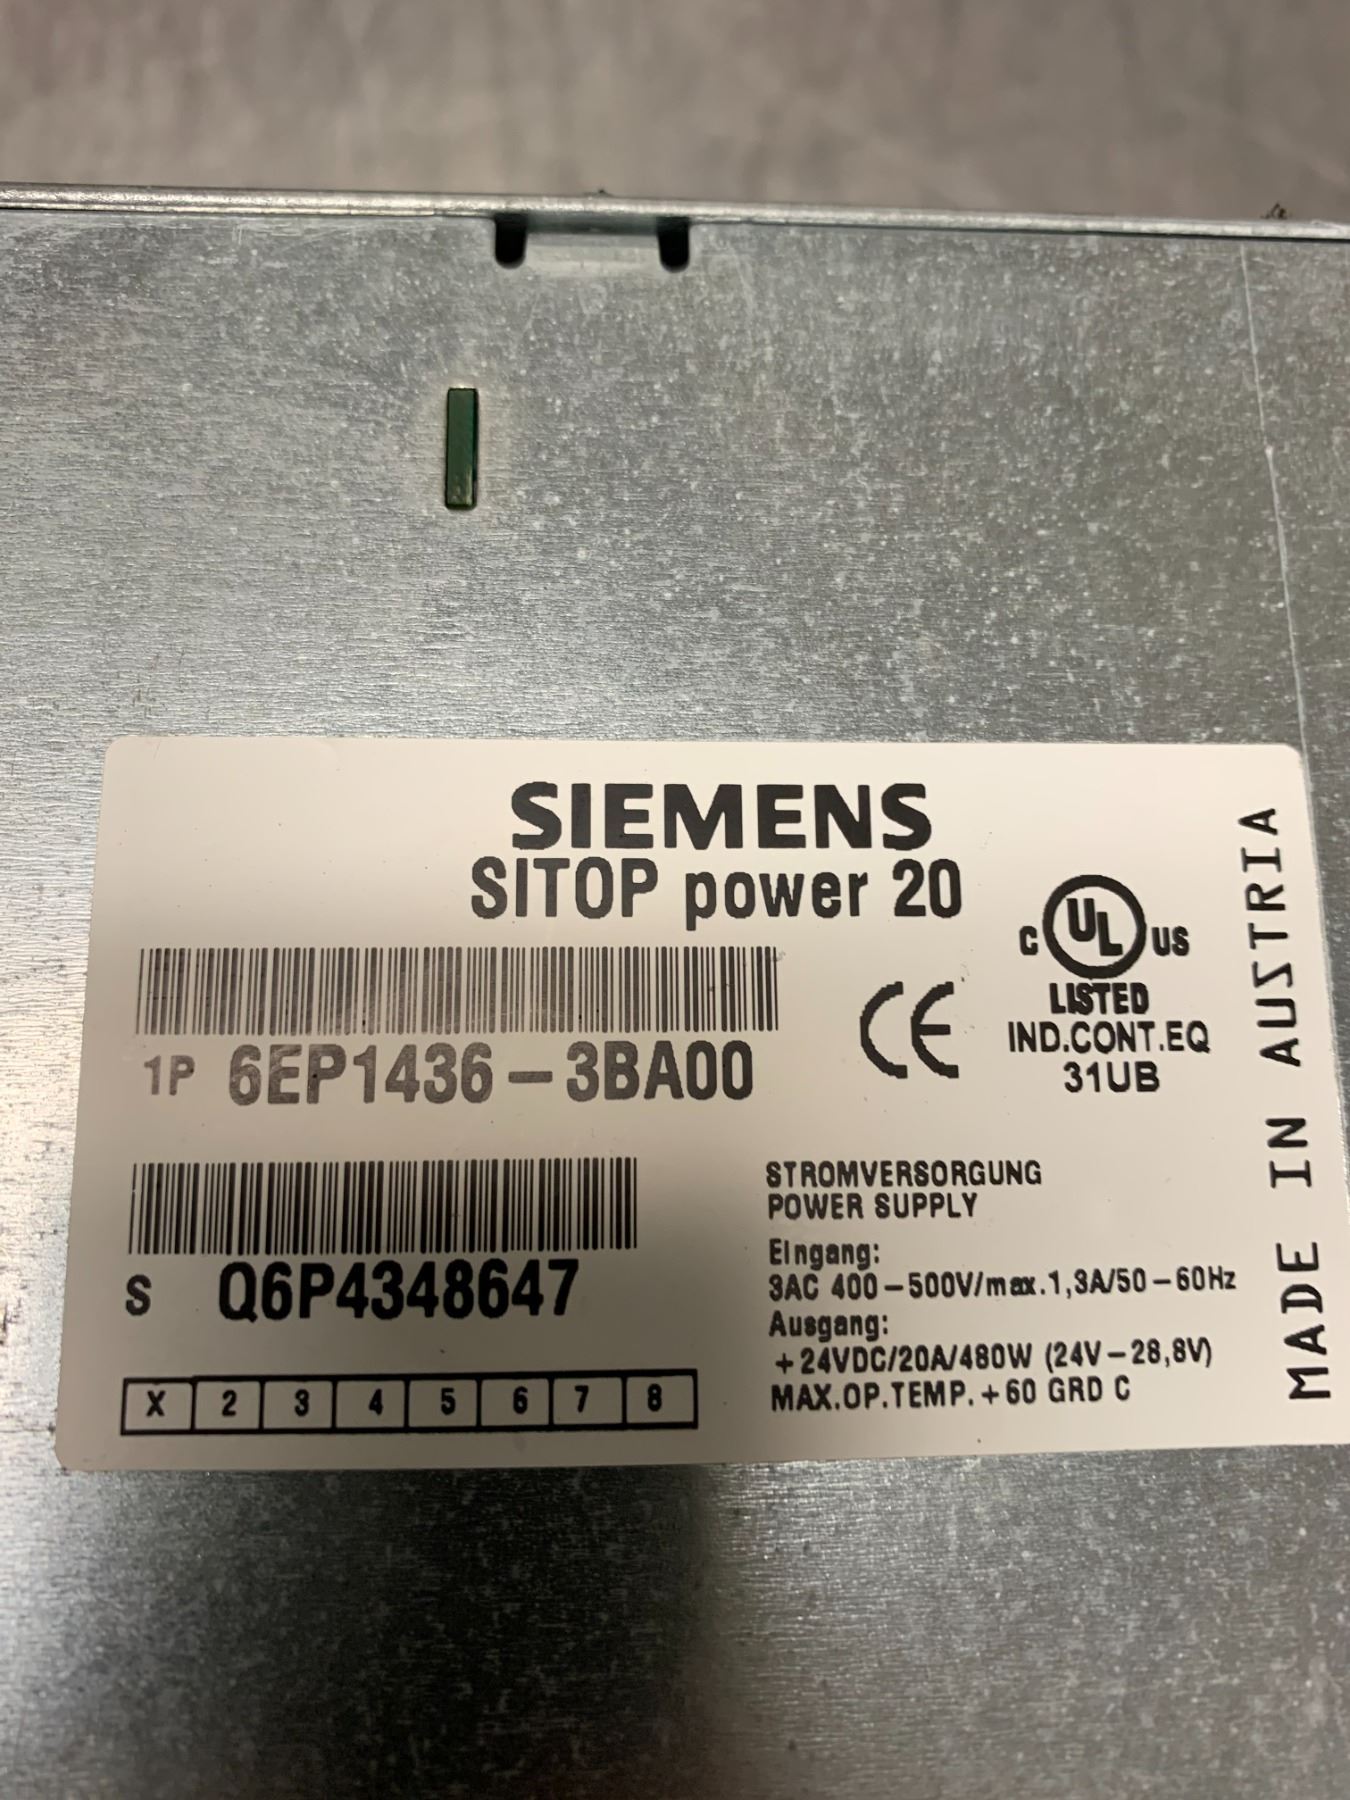 SIEMENS
SITOP power 20
C UL US
LISTED
IND.CONT.EQ
31UB
CE
1P 6EP1436-3BA00
S Q6P4348647
X 2 3 4 5 6 7 8
STROMVERSORGUNG
POWER SUPPLY
Eingang:
3AC 400-500V/max.1,3A/50-60Hz
Ausgang:
+24VDC/20A/480W (24V-28,8V)
MAX.OP.TEMP.+60 GRD C
MADE IN AUSTRIA